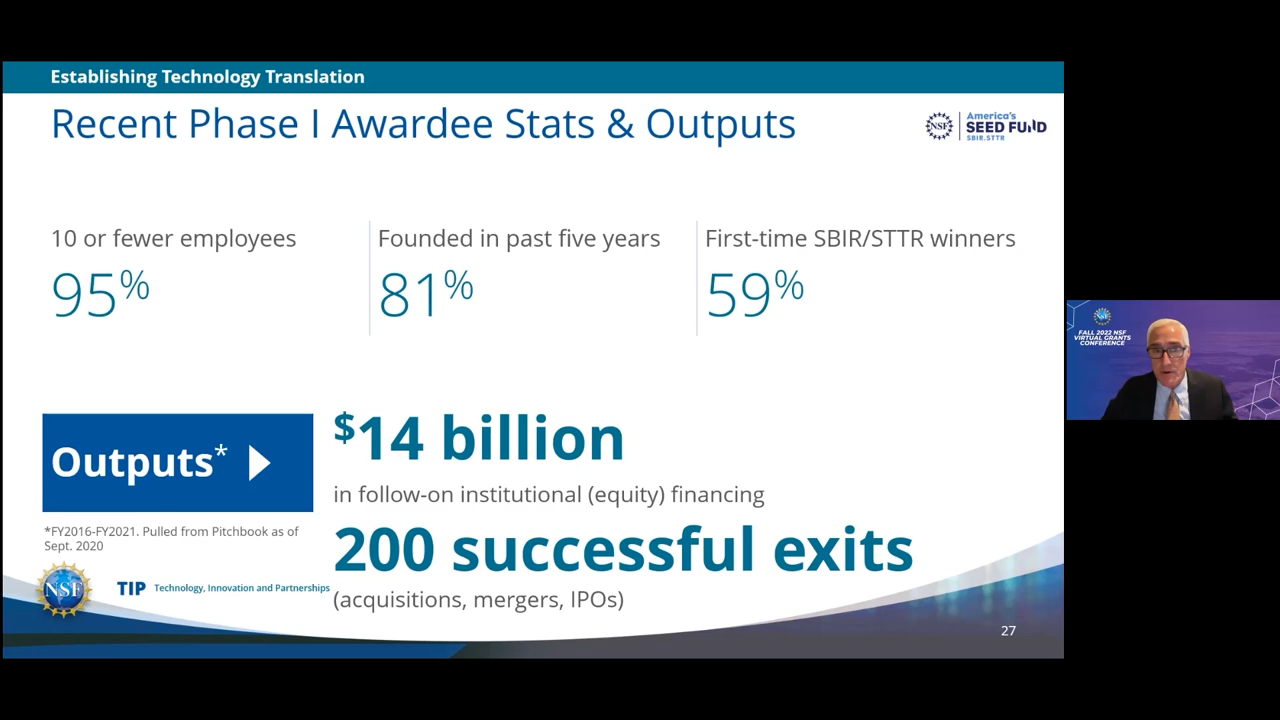 Establishing Technology Translation
Recent Phase I Awardee Stats & Outputs
NSF
America's
SEED FUND
SBIR.STTR
10 or fewer employees
95%
Founded in past five years
81%
First-time SBIR/STTR winners
59%
Outputs*
$14 billion
in follow-on institutional (equity) financing
*FY2016-FY2021. Pulled from Pitchbook as of
Sept. 2020
200 successful exits
(acquisitions, mergers, IPOs)
NSF
TIP Technology, Innovation and Partnerships
27
NSF
FALL 2022 NSF
VIRTUAL GRANTS
CONFERENCE